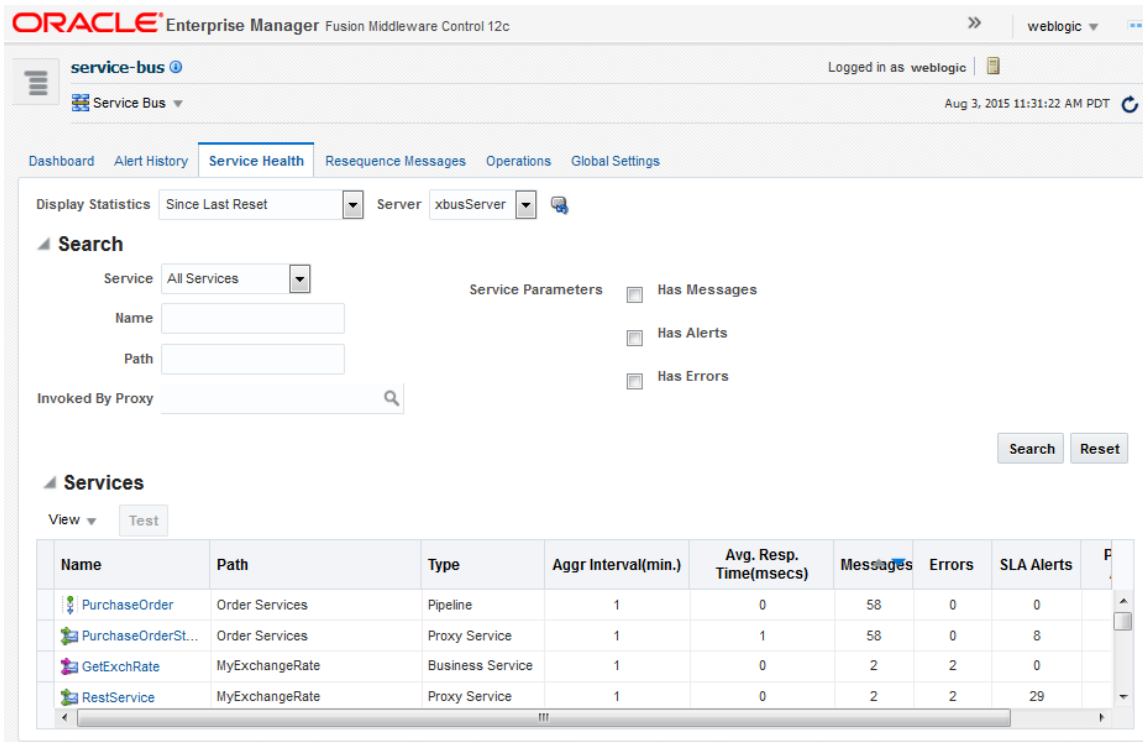 ORACLE Enterprise Manager Fusion Middleware Control 12c
weblogic
service-bus
Logged in as weblogic
Service Bus
Aug 3, 2015 11:31:22 AM PDT
Dashboard Alert History Service Health Resequence Messages Operations Global Settings
Display Statistics Since Last Reset Server xbusServer
Search
Service All Services
Service Parameters
Has Messages
Name
Has Alerts
Path
Has Errors
Invoked By Proxy
Search Reset
Services
View Test
Name Path Type Aggr Interval(min.) Avg. Resp. Time(msecs) Messages Errors SLA Alerts
PurchaseOrder Order Services Pipeline 1 0 58 0 0
PurchaseOrderSt... Order Services Proxy Service 1 1 58 0 8
GetExchRate MyExchangeRate Business Service 1 0 2 2 0
RestService MyExchangeRate Proxy Service 1 0 2 2 29